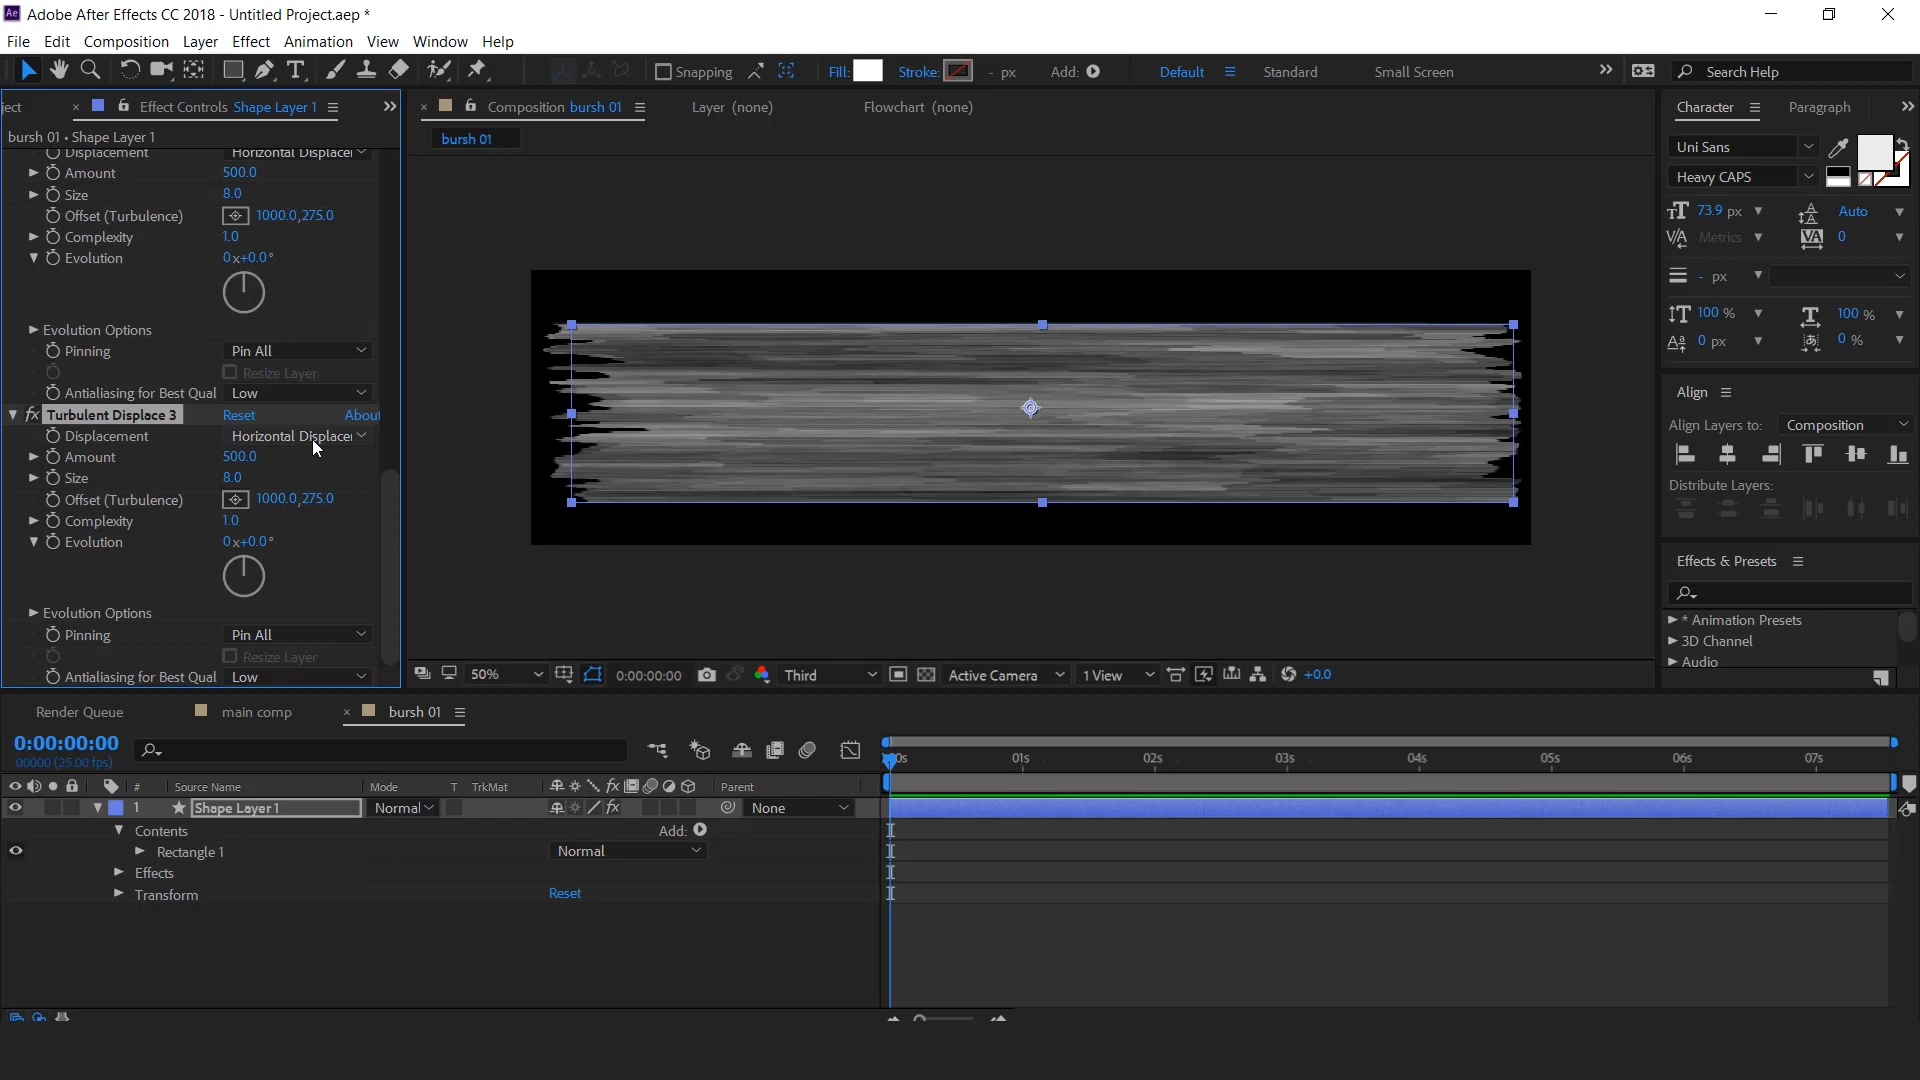 Ae Adobe After Effects CC 2018 - Untitled Project.aep *
File Edit Composition Layer Effect Animation View Window Help
Snapping Fill: Stroke: - px Add: Default Standard Small Screen Search Help
ject × Effect Controls Shape Layer 1 × Composition bursh 01 Layer (none) Flowchart (none) Character Paragraph
bursh 01 • Shape Layer 1 bursh 01
Displacement Horizontal Displacei
Uni Sans
Amount 500.0
Heavy CAPS
Size 8.0
Offset (Turbulence) 1000.0,275.0
73.9 px Auto
Complexity 1.0
Metrics 0
Evolution 0x+0.0°
- px
100 % 100 %
0 px 0 %
Evolution Options
Pinning Pin All
Resize Layer
Antialiasing for Best Qual Low
Align
Turbulent Displace 3 Reset About
Align Layers to: Composition
Displacement Horizontal Displacei
Amount 500.0
Size 8.0
Distribute Layers:
Offset (Turbulence) 1000.0,275.0
Complexity 1.0
Evolution 0x+0.0°
Effects & Presets
Evolution Options
* Animation Presets
Pinning Pin All
3D Channel
Resize Layer
Audio
Antialiasing for Best Qual Low
50% 0:00:00:00 Third Active Camera 1 View +0.0
Render Queue main comp × bursh 01
0:00:00:00
00000 (25.00 fps)
0s 01s 02s 03s 04s 05s 06s 07s
# Source Name Mode T TrkMat fx Parent
1 Shape Layer 1 Normal fx None
Contents Add:
Rectangle 1 Normal
Effects
Transform Reset